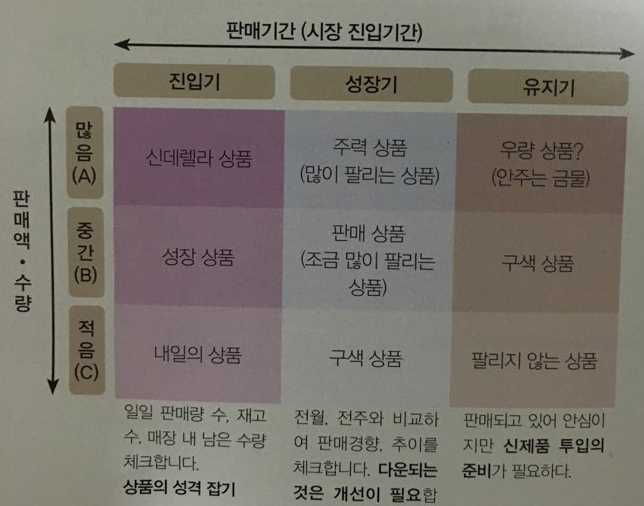 판매기간 (시장 진입기간)
진입기
성장기
유지기
판매액·수량
많음(A)
신데렐라 상품
주력 상품
(많이 팔리는 상품)
우량 상품?
(안주는 금물)
중간(B)
성장 상품
판매 상품
(조금 많이 팔리는
상품)
구색 상품
적음(C)
내일의 상품
구색 상품
팔리지 않는 상품
일일 판매량 수, 재고
수, 매장 내 남은 수량
체크합니다.
상품의 성격 잡기
전월, 전주와 비교하
여 판매경향, 추이를
체크합니다. 다운되는
것은 개선이 필요합
판매되고 있어 안심이
지만 신제품 투입의
준비가 필요하다.